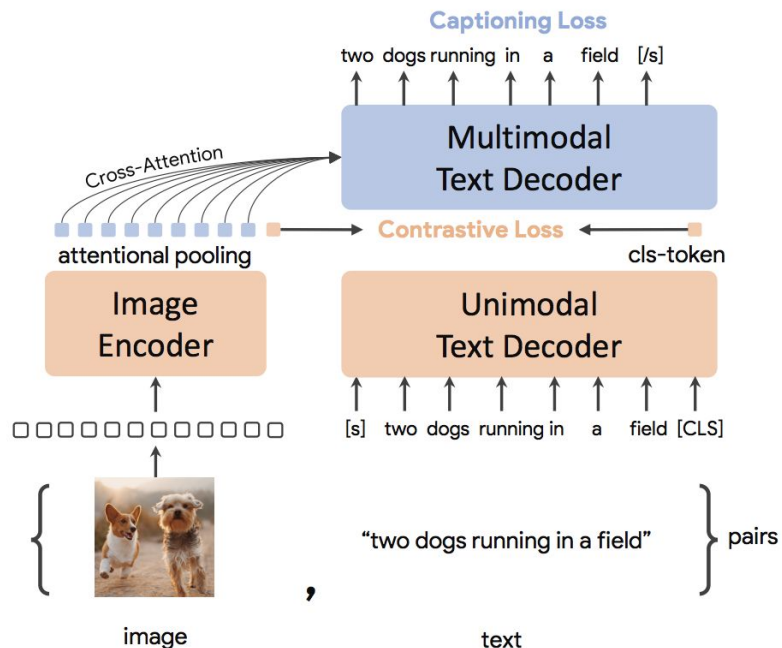 Captioning Loss
two dogs running in a field [/s]
Multimodal
Text Decoder
Cross-Attention
Contrastive Loss
attentional pooling
cls-token
Image
Encoder
Unimodal
Text Decoder
[s] two dogs running in a field [CLS]
“two dogs running in a field”
pairs
,
image
text